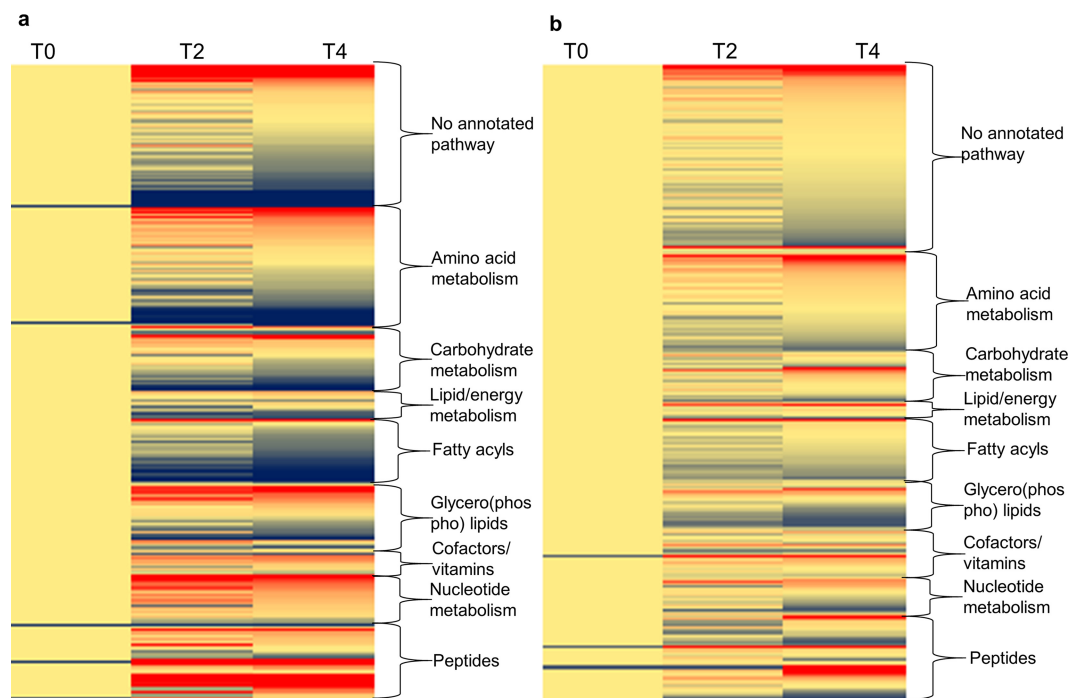 a
T0 T2 T4
No annotated
pathway
Amino acid
metabolism
Carbohydrate
metabolism
Lipid/energy
metabolism
Fatty acyls
Glycero(phos
pho) lipids
Cofactors/
vitamins
Nucleotide
metabolism
Peptides
b
T0 T2 T4
No annotated
pathway
Amino acid
metabolism
Carbohydrate
metabolism
Lipid/energy
metabolism
Fatty acyls
Glycero(phos
pho) lipids
Cofactors/
vitamins
Nucleotide
metabolism
Peptides